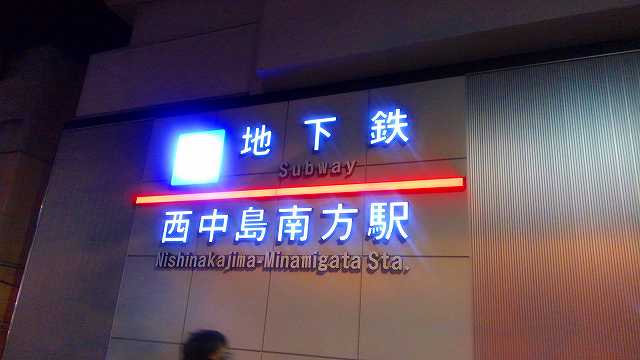 地下鉄
Subway
西中島南方駅
Nishinakajima-Minamigata Sta.